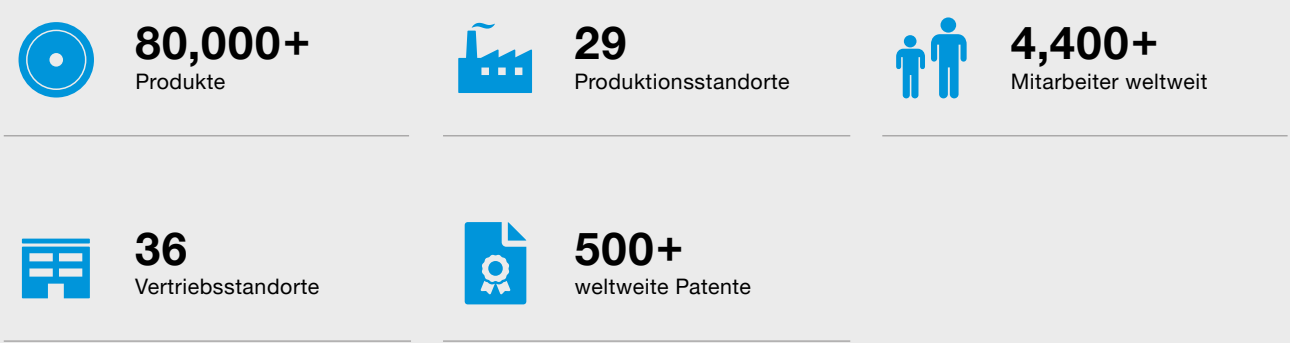 80,000+
Produkte
29
Produktionsstandorte
4,400+
Mitarbeiter weltweit
36
Vertriebsstandorte
500+
weltweite Patente